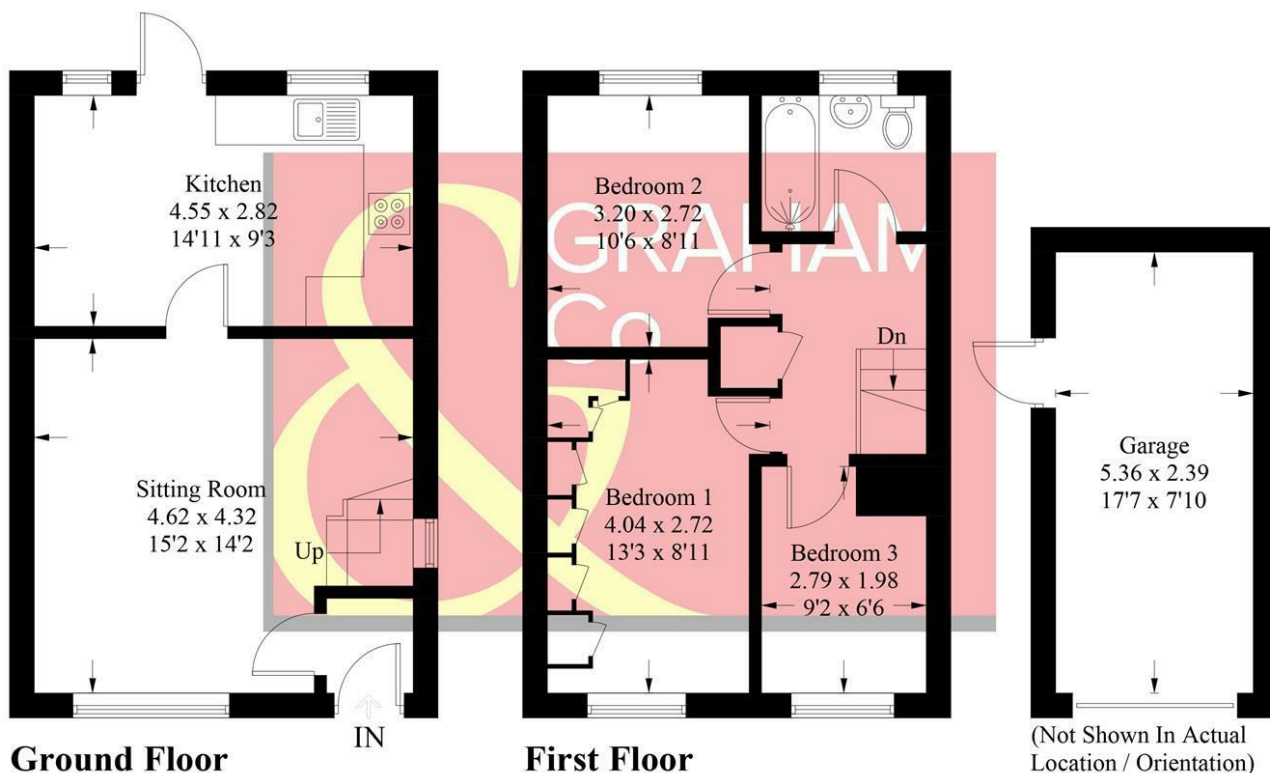 Kitchen
4.55 x 2.82
14'11 x 9'3
Sitting Room
4.62 x 4.32
15'2 x 14'2
Up
IN
Ground Floor
Bedroom 2
3.20 x 2.72
10'6 x 8'11
Dn
Bedroom 1
4.04 x 2.72
13'3 x 8'11
Bedroom 3
2.79 x 1.98
9'2 x 6'6
First Floor
Garage
5.36 x 2.39
17'7 x 7'10
(Not Shown In Actual
Location / Orientation)
&
GRAHAM
Co